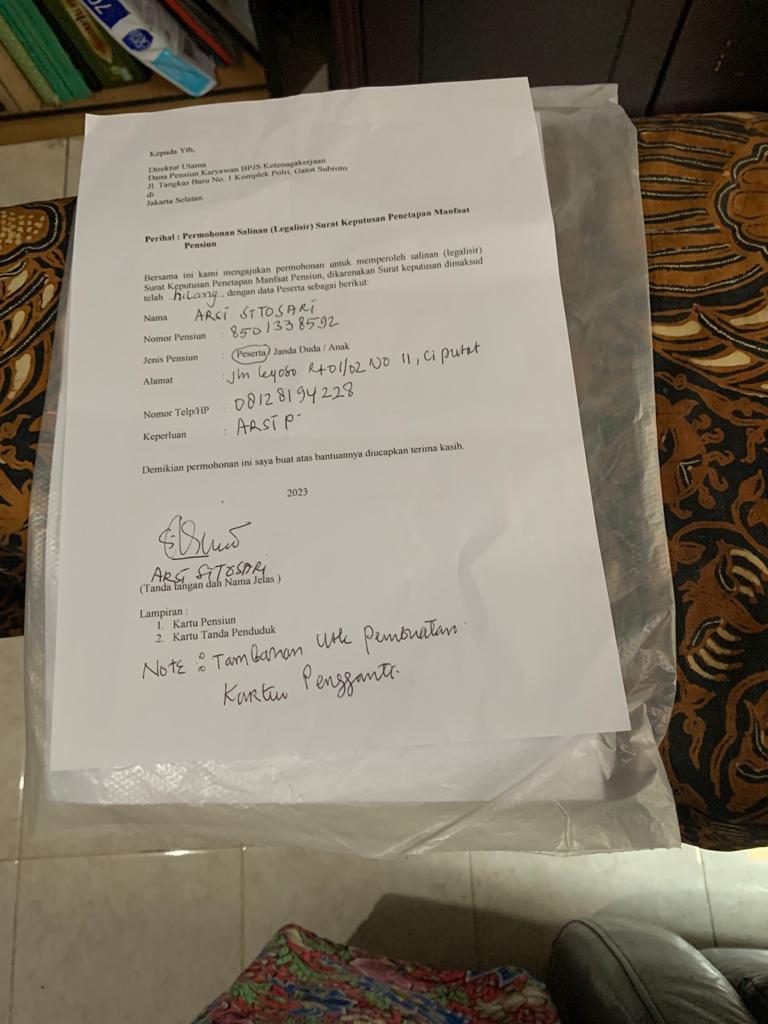 Kepada Yth,
Direktur Utama
Dana Pensiun Karyawan BPJS Ketenagakerjaan
Jl. Tangkas Baru No. 1 Komplek Polri, Gatot Subroto
di
Jakarta Selatan
Perihal : Permohonan Salinan (Legalisir) Surat Keputusan Penetapan Manfaat
Pensiun
Bersama ini kami mengajukan permohonan untuk memperoleh salinan (legalisir)
Surat Keputusan Penetapan Manfaat Pensiun, dikarenakan Surat keputusan dimaksud
telah hilang, dengan data Peserta sebagai berikut:
Nama ARSI SITOSARI
Nomor Pensiun : 8501338592
Jenis Pensiun : Peserta / Janda Duda / Anak
Alamat : Jln Rt 01/02 No 11, Ciputat
Nomor Telp/HP : 08128194228
Keperluan : ARSIP
Demikian permohonan ini saya buat atas bantuannya diucapkan terima kasih.
2023
ARSI SITOSARI
(Tanda tangan dan Nama Jelas )
Lampiran :
1. Kartu Pensiun
2. Kartu Tanda Penduduk
Note : Tambahan Utk Pembuatan
Kartu Pengganti.
70